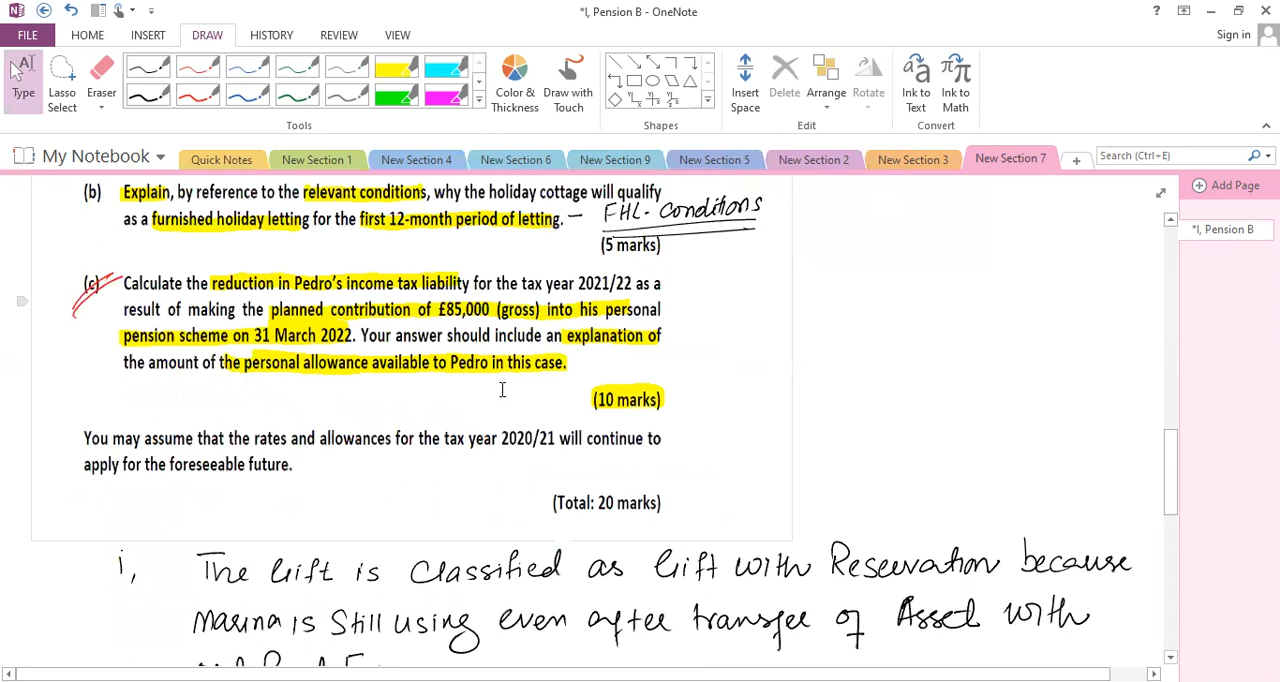 *I, Pension B - OneNote
FILE HOME INSERT DRAW HISTORY REVIEW VIEW
Sign in
Type
Lasso Select
Eraser
Color & Thickness
Draw with Touch
Insert Space
Delete
Arrange
Rotate
Ink to Text
Ink to Math
Tools Shapes Edit Convert
My Notebook Quick Notes New Section 1 New Section 4 New Section 6 New Section 9 New Section 5 New Section 2 New Section 3 New Section 7
Search (Ctrl+E)
Add Page
*I, Pension B
(b) Explain, by reference to the relevant conditions, why the holiday cottage will qualify
as a furnished holiday letting for the first 12-month period of letting. – FHL- Conditions
(5 marks)
(c) Calculate the reduction in Pedro's income tax liability for the tax year 2021/22 as a
result of making the planned contribution of £85,000 (gross) into his personal
pension scheme on 31 March 2022. Your answer should include an explanation of
the amount of the personal allowance available to Pedro in this case.
(10 marks)
You may assume that the rates and allowances for the tax year 2020/21 will continue to
apply for the foreseeable future.
(Total: 20 marks)
i, The Gift is Classified as Gift with Reservation because
Marina is Still using even after transfer of Asset with